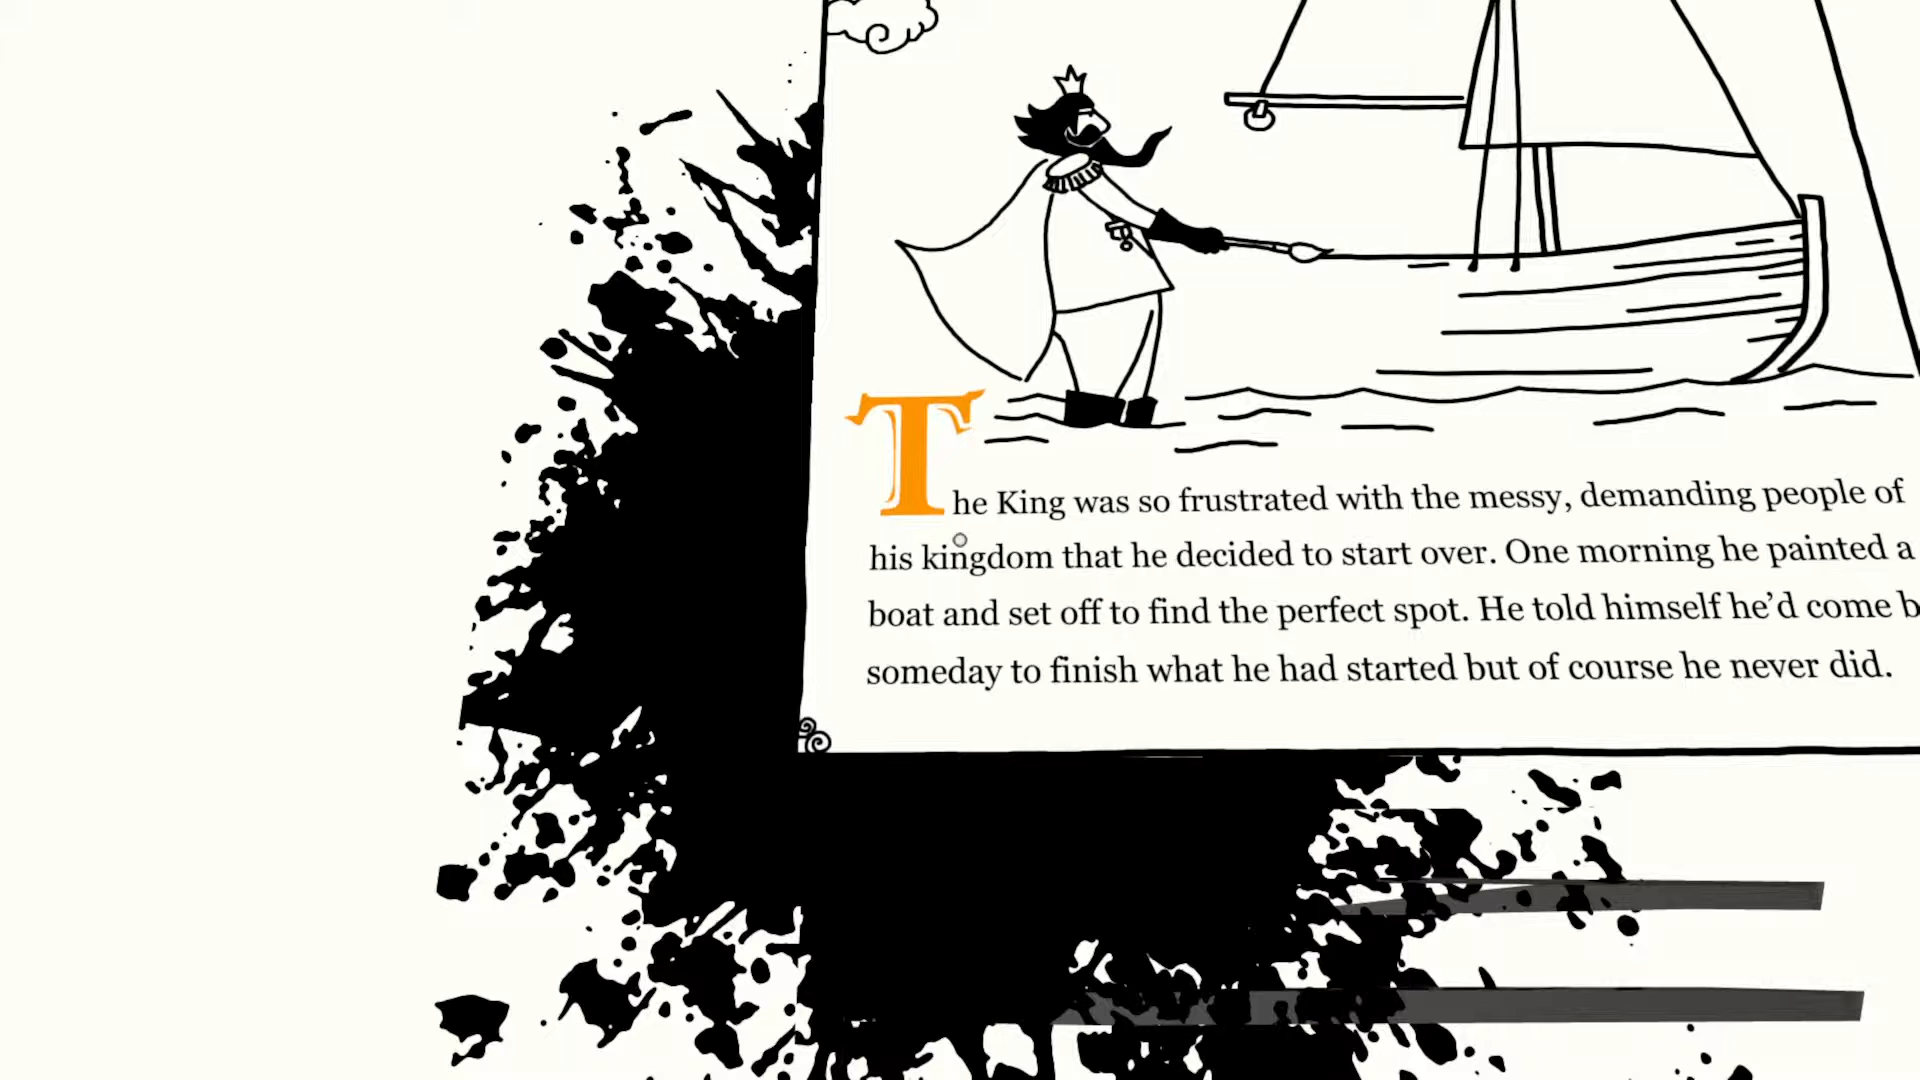 The King was so frustrated with the messy, demanding people of
his kingdom that he decided to start over. One morning he painted a
boat and set off to find the perfect spot. He told himself he'd come b
someday to finish what he had started but of course he never did.